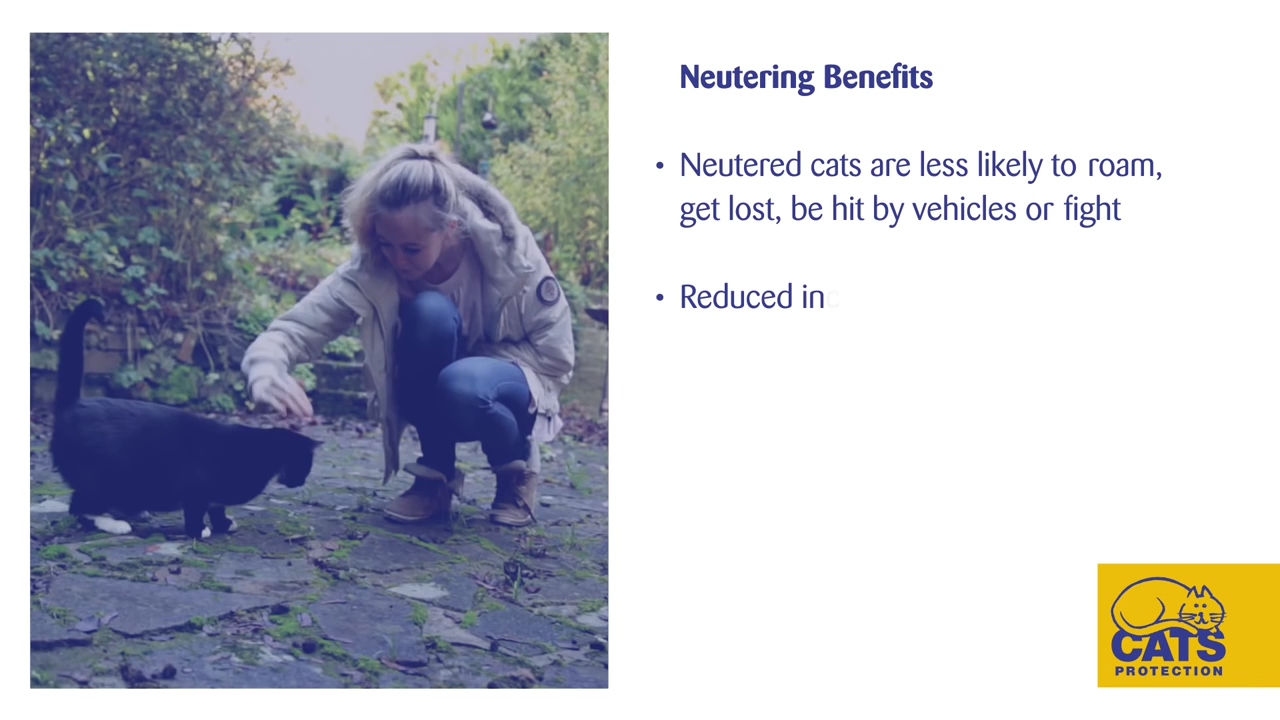 Neutering Benefits
• Neutered cats are less likely to roam,
get lost, be hit by vehicles or fight
• Reduced inc
CATS
PROTECTION